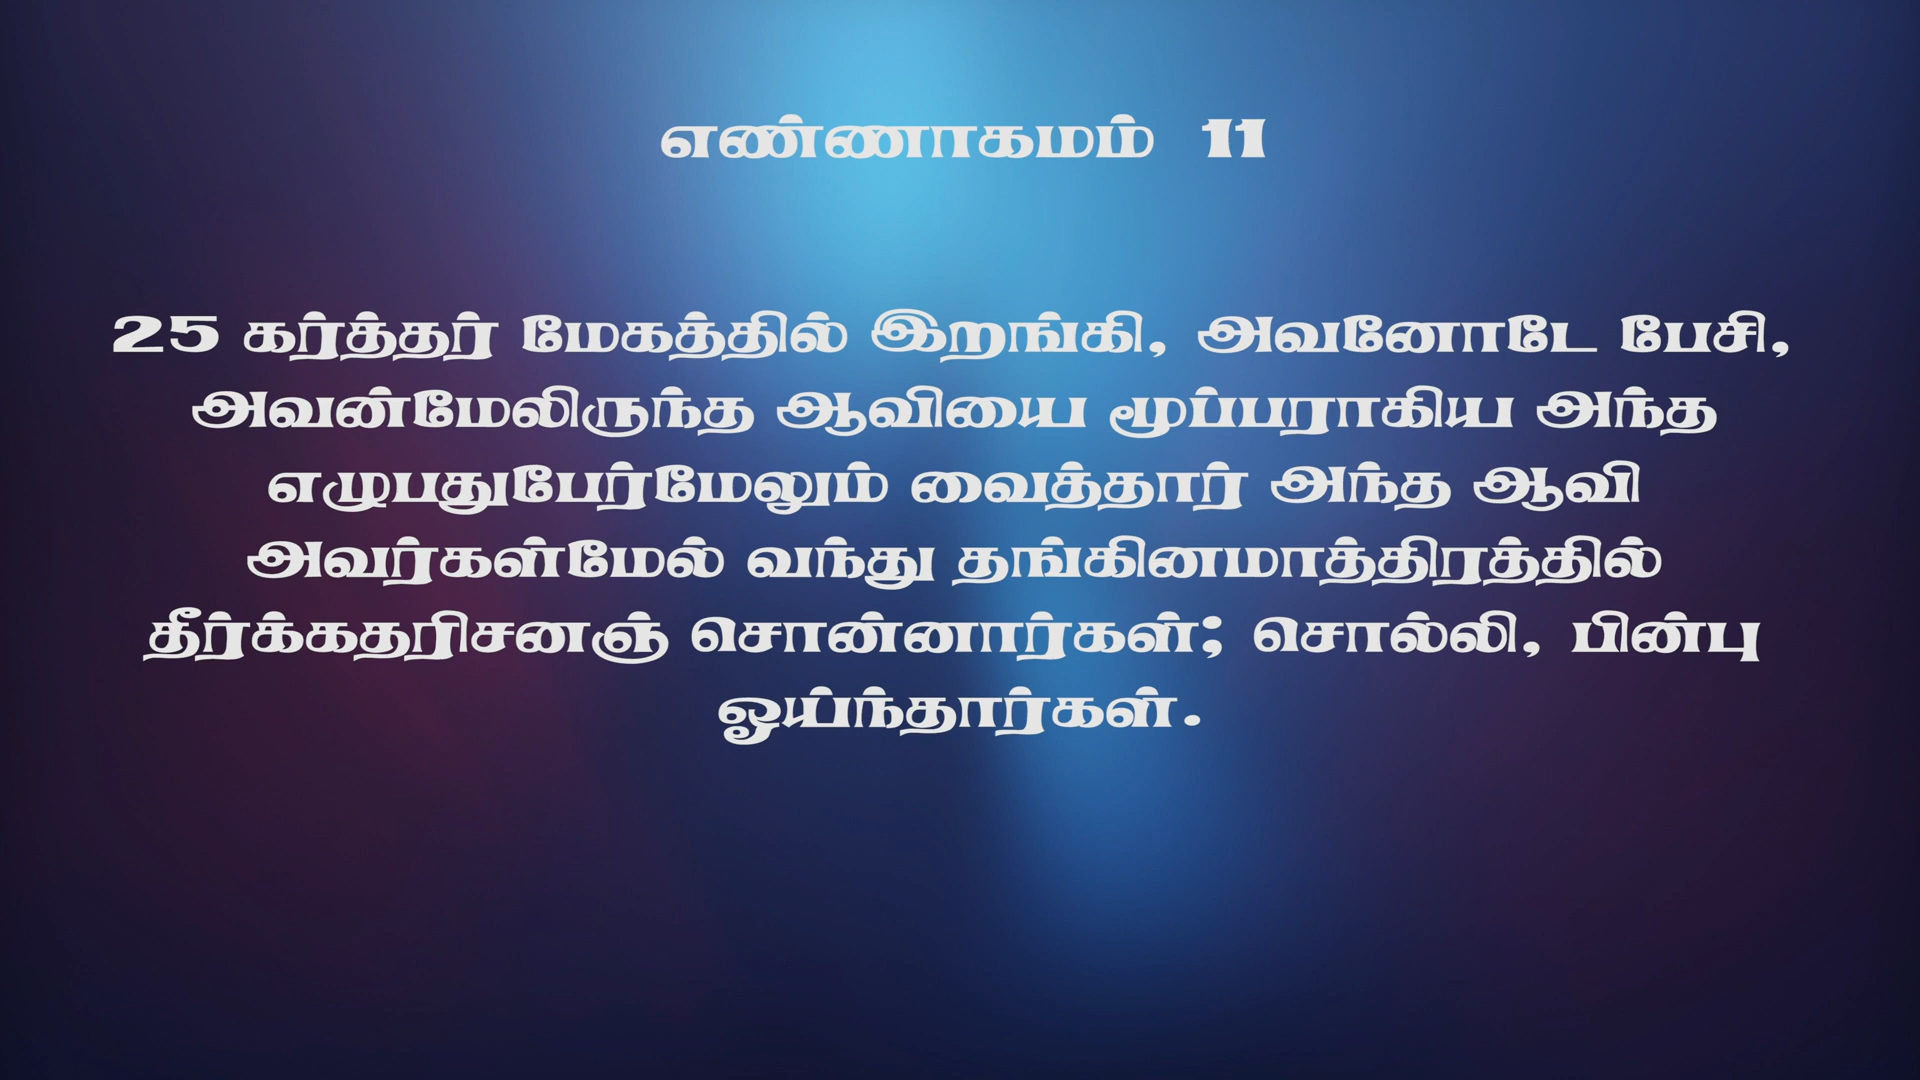 எண்ணாகமம் 11
25 கர்த்தர் மேகத்தில் இறங்கி, அவனோடே பேசி,
அவன்மேலிருந்த ஆவியை மூப்பராகிய அந்த
எழுபதுபேர்மேலும் வைத்தார் அந்த ஆவி
அவர்கள்மேல் வந்து தங்கினமாத்திரத்தில்
தீர்க்கதரிசனஞ் சொன்னார்கள்; சொல்லி, பின்பு
ஓய்ந்தார்கள்.